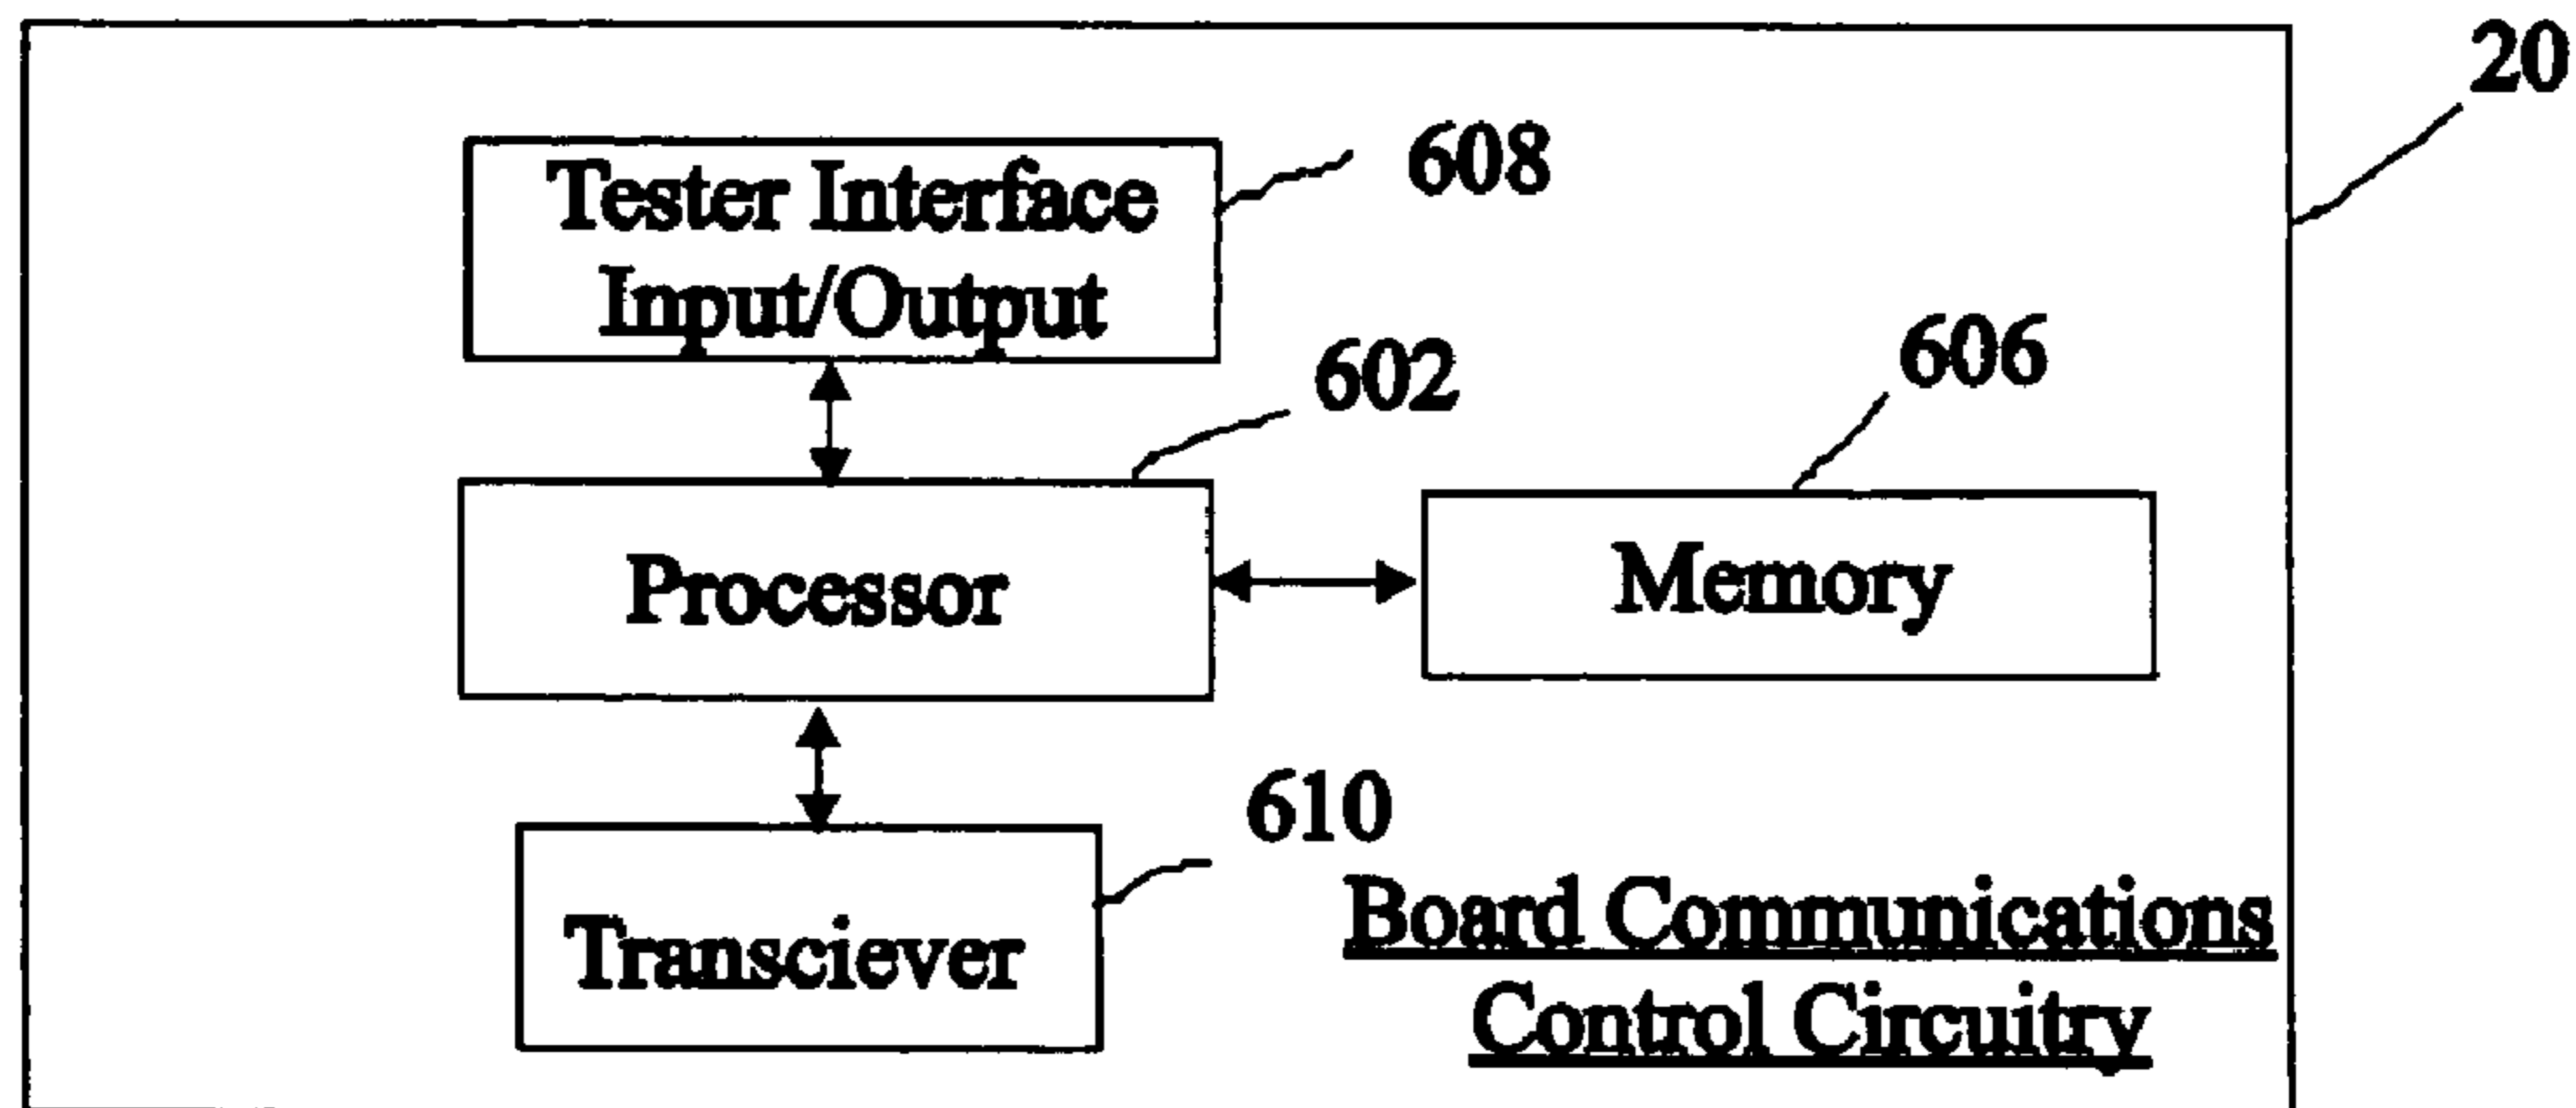 20
608
Tester Interface
Input/Output
602
606
Processor
Memory
610
Transciever
Board Communications
Control Circuitry